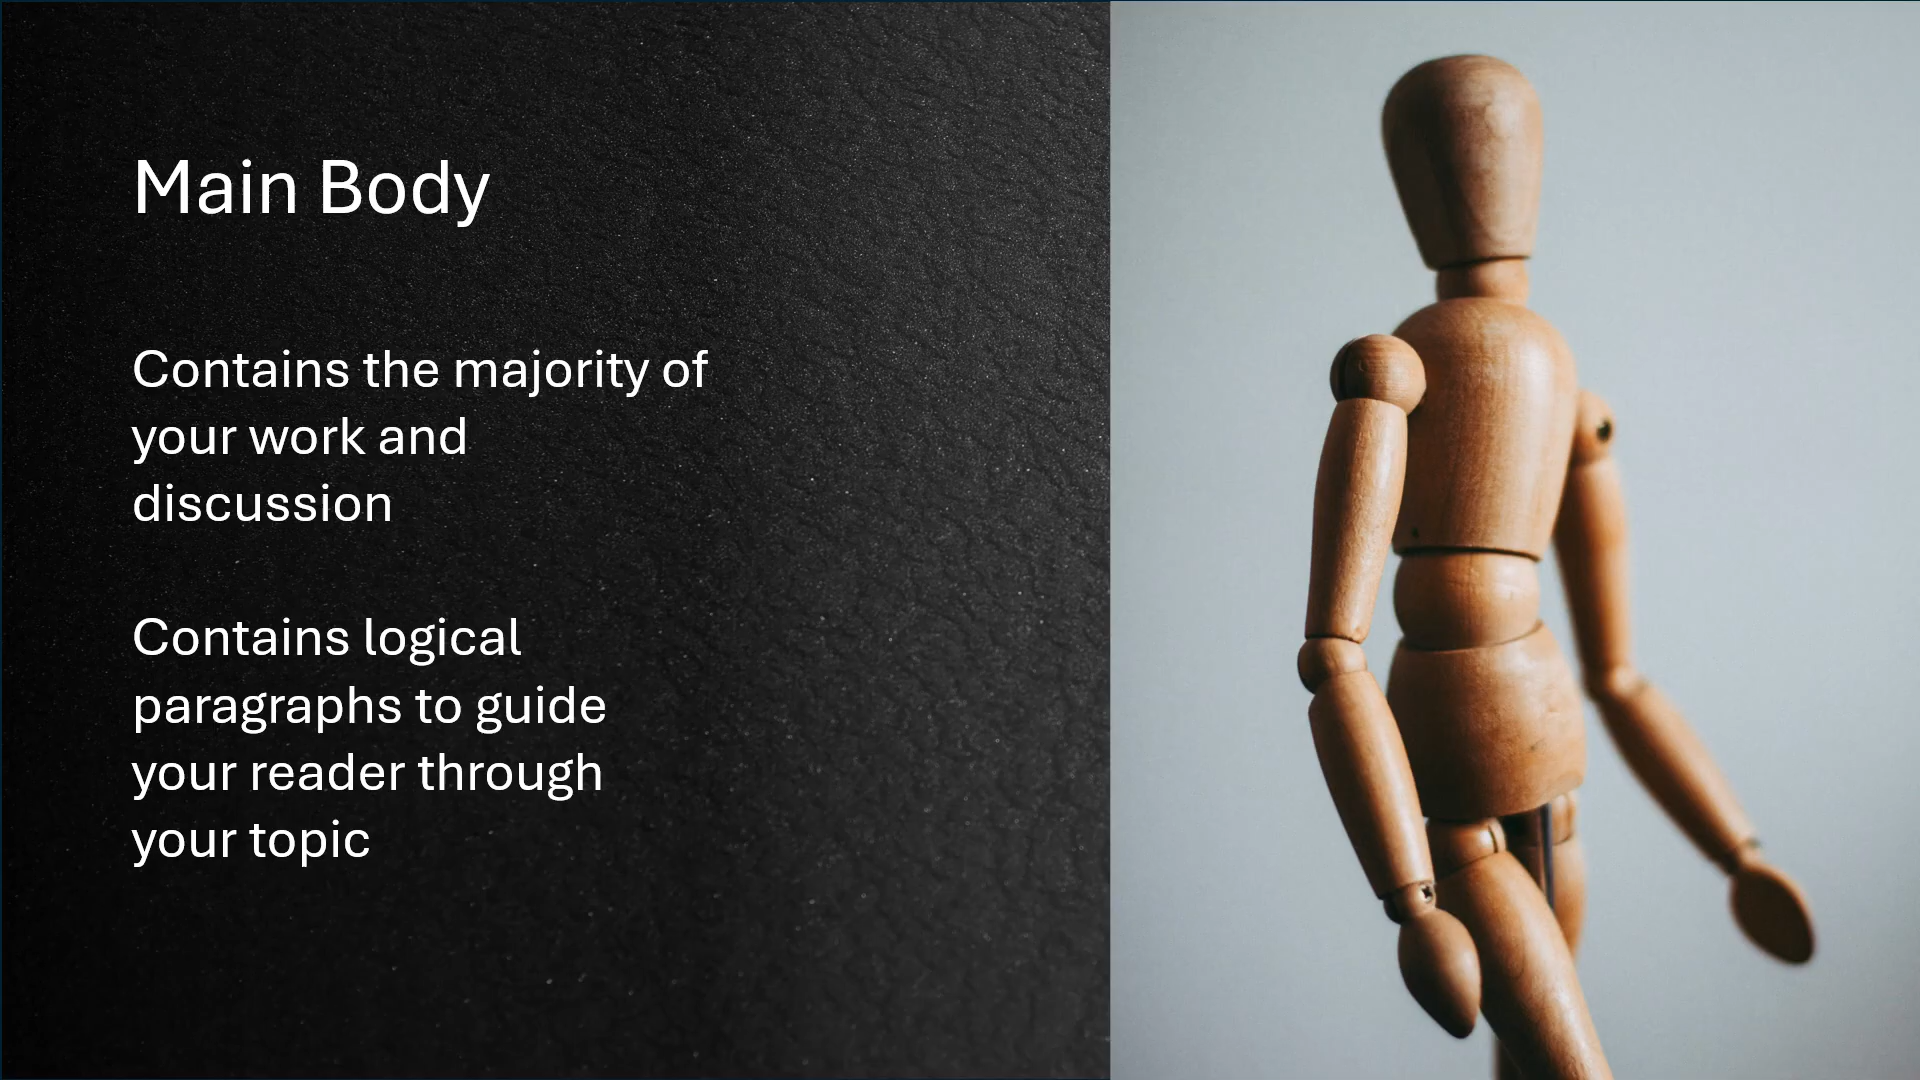 Main Body
Contains the majority of
your work and
discussion
Contains logical
paragraphs to guide
your reader through
your topic